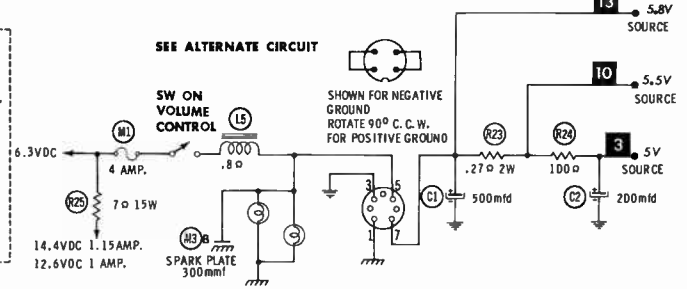 13
5.8V
SOURCE
SEE ALTERNATE CIRCUIT
10
5.5V
SOURCE
SHOWN FOR NEGATIVE
GROUND
ROTATE 90° C.C.W.
FOR POSITIVE GROUND
SW ON
VOLUME
CONTROL
L5
M1
R23
R24
3
5V
SOURCE
6.3VDC
4 AMP.
.8Ω
.27Ω 2W
100Ω
R25
7Ω 15W
3
5
C1
500mfd
C2
200mfd
M3B
SPARK PLATE
300mmf
1
7
14.4VDC 1.15AMP.
12.6VDC 1 AMP.